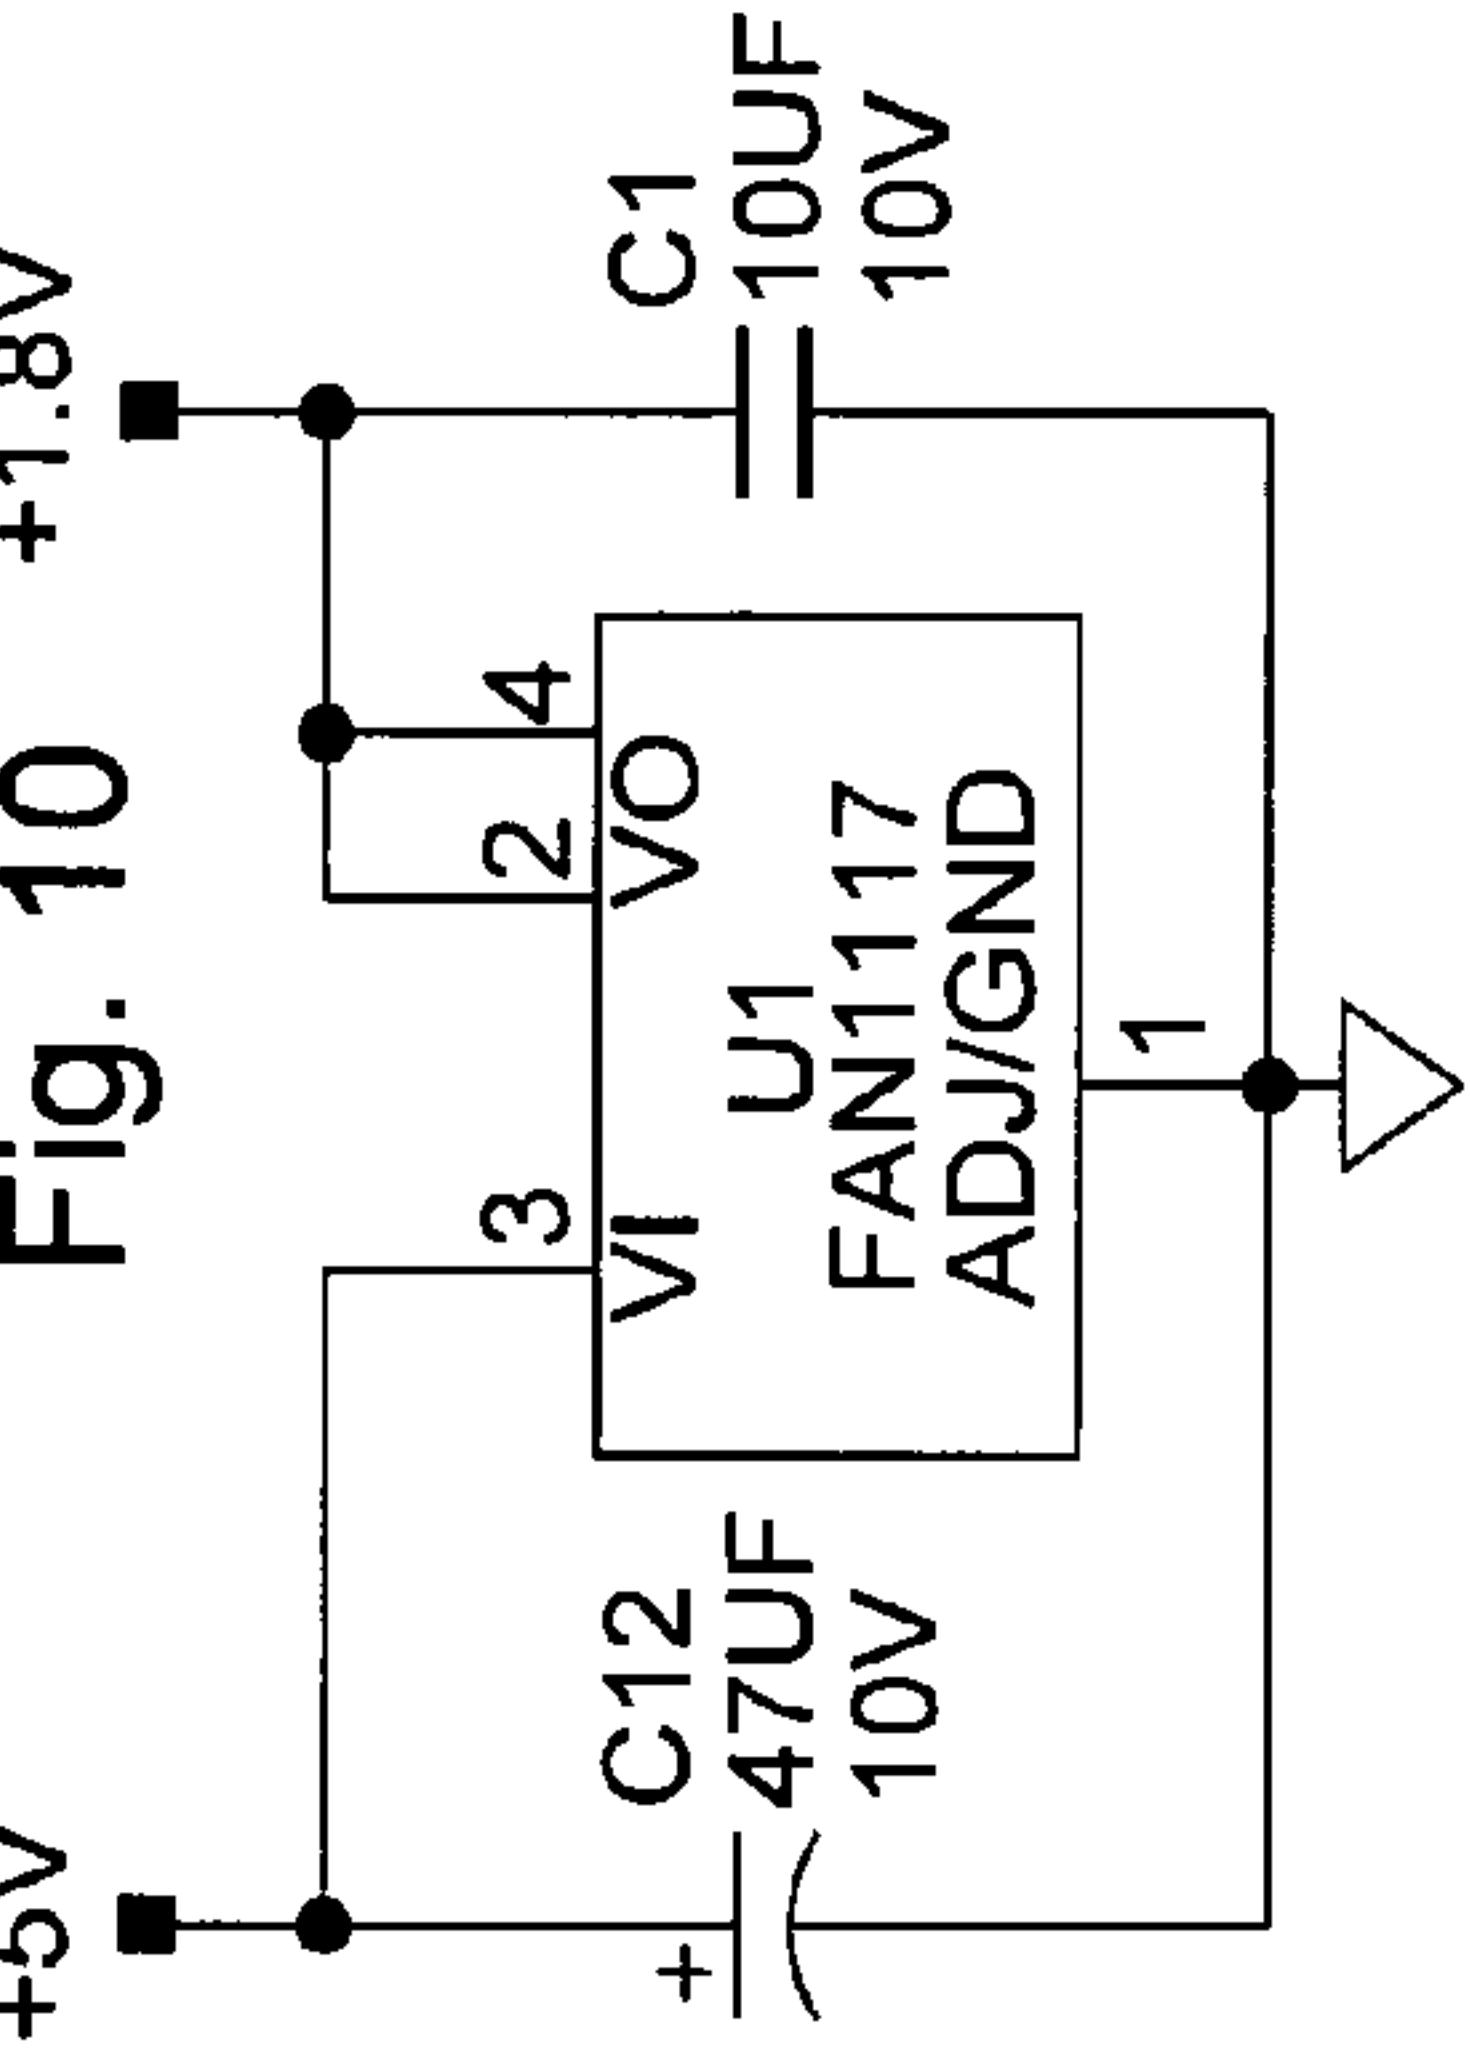 Fig. 10
+5V
+1.8V
3
2
4
VI
VO
C12
47UF
10V
U1
FAN1117
ADJ/GND
C1
10UF
10V
1
+